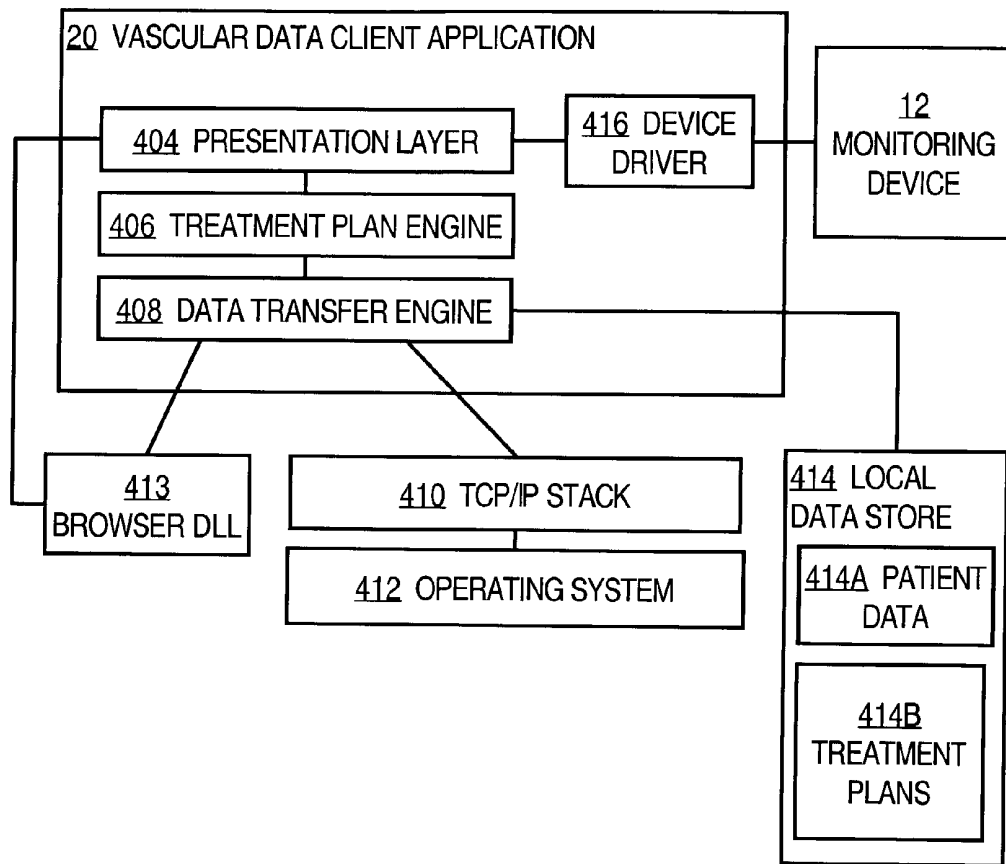 20 VASCULAR DATA CLIENT APPLICATION
404 PRESENTATION LAYER
416 DEVICE
DRIVER
12
MONITORING
DEVICE
406 TREATMENT PLAN ENGINE
408 DATA TRANSFER ENGINE
413
BROWSER DLL
410 TCP/IP STACK
412 OPERATING SYSTEM
414 LOCAL
DATA STORE
414A PATIENT
DATA
414B
TREATMENT
PLANS